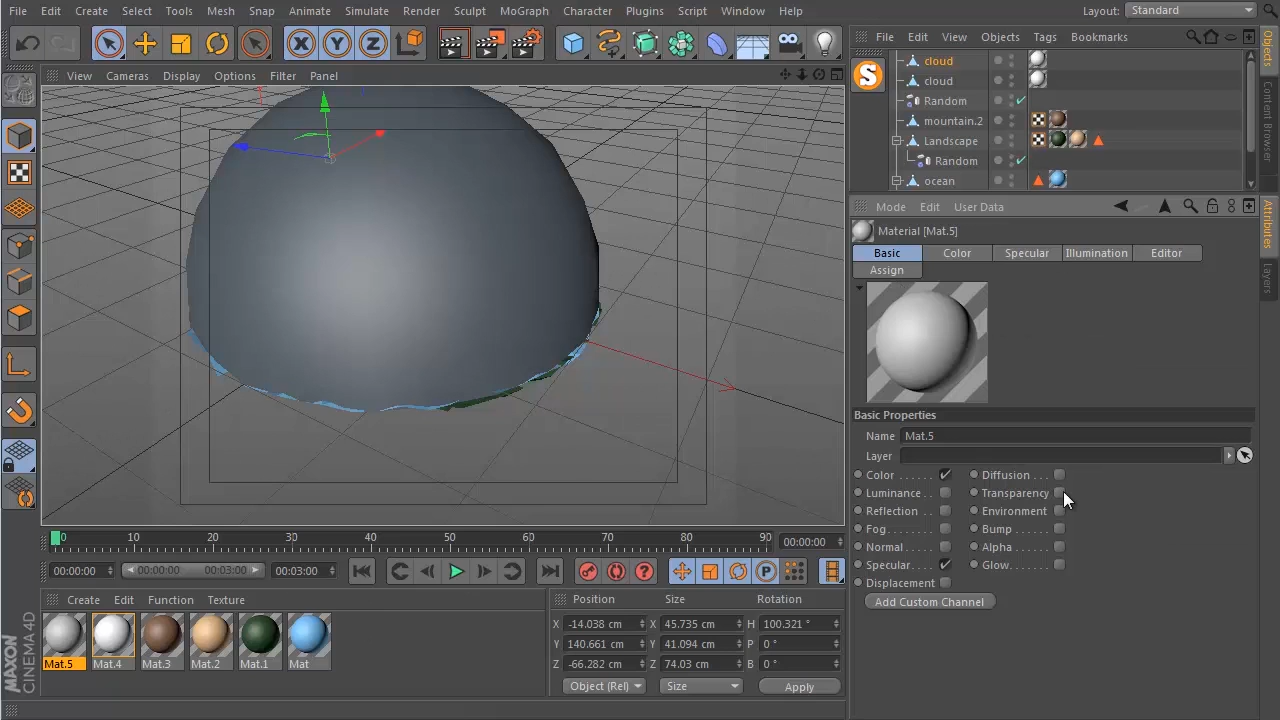 File Edit Create Select Tools Mesh Snap Animate Simulate Render Sculpt MoGraph Character Plugins Script Window Help Layout: Standard
X Y Z
File Edit View Objects Tags Bookmarks
View Cameras Display Options Filter Panel
cloud
cloud
Random
mountain.2
Landscape
Random
ocean
Objects
Content Browser
Attributes
Layers
Mode Edit User Data
Material [Mat.5]
Basic Color Specular Illumination Editor
Assign
Basic Properties
Name Mat.5
Layer
Color . . . . . . Diffusion . . .
Luminance . . Transparency
Reflection . . Environment
Fog. . . . . . . . Bump . . . . . .
Normal . . . . . Alpha . . . . . .
Specular. . . . Glow. . . . . . .
Displacement
Add Custom Channel
0 10 20 30 40 50 60 70 80 90 00:00:00
00:00:00 00:00:00 00:03:00 00:03:00
P
Create Edit Function Texture
Mat.5 Mat.4 Mat.3 Mat.2 Mat.1 Mat
Position Size Rotation
X -14.038 cm X 45.735 cm H 100.321 °
Y 140.661 cm Y 41.094 cm P 0 °
Z -66.282 cm Z 74.03 cm B 0 °
Object (Rel) Size Apply
MAXON
CINEMA 4D